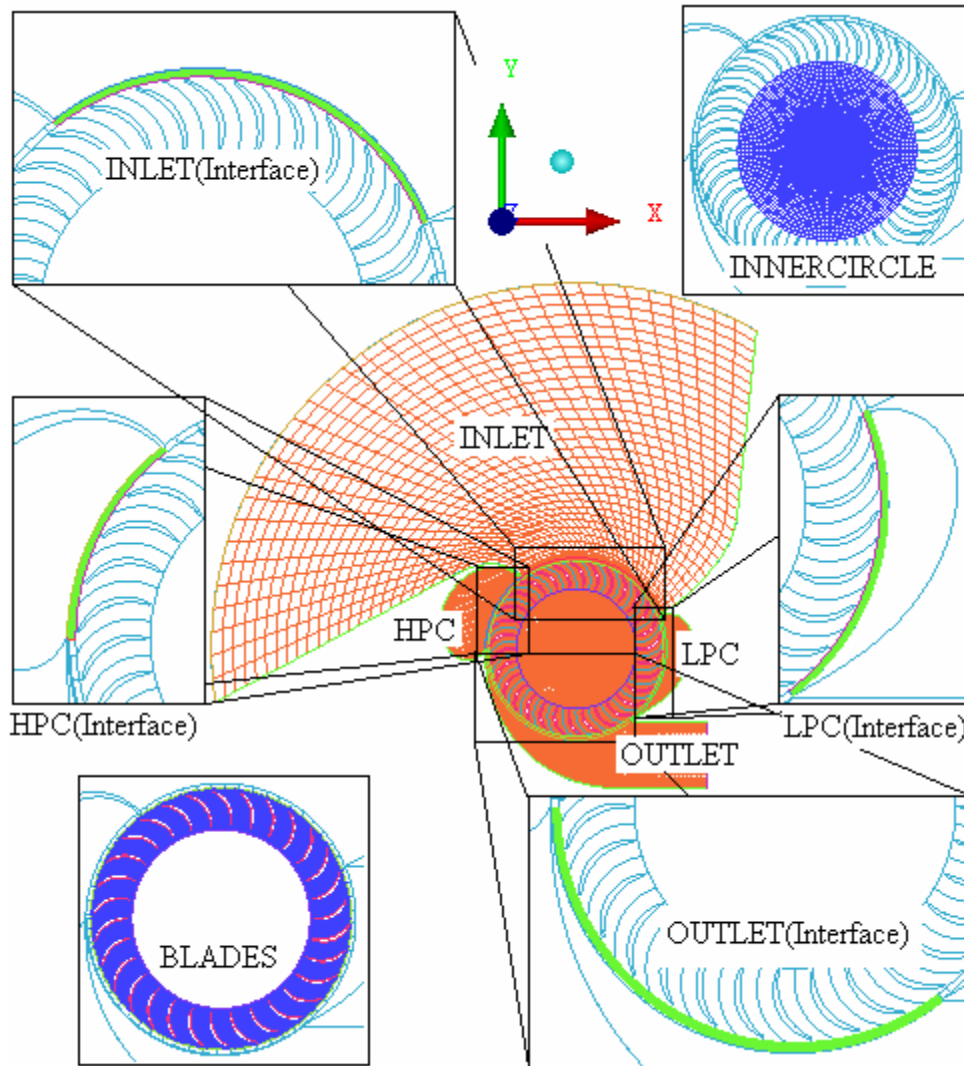 INLET(Interface)
Y
X
Z
INNERCIRCLE
INLET
HPC
LPC
HPC(Interface)
OUTLET
LPC(Interface)
BLADES
OUTLET(Interface)